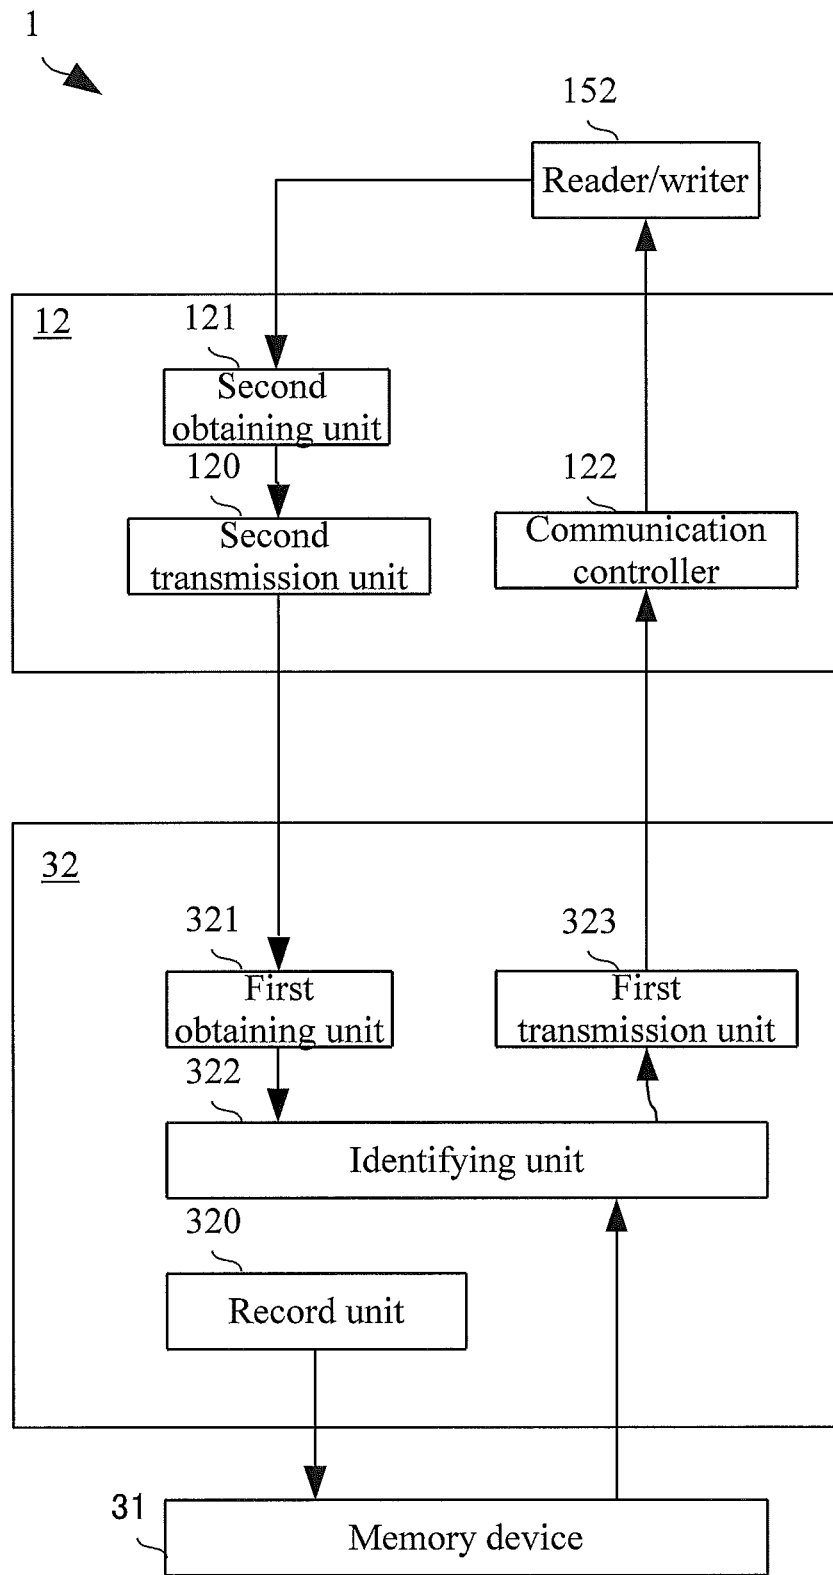 1
152
Reader/writer
12
121
Second
obtaining unit
120
Second
transmission unit
122
Communication
controller
32
321
First
obtaining unit
323
First
transmission unit
322
Identifying unit
320
Record unit
31
Memory device